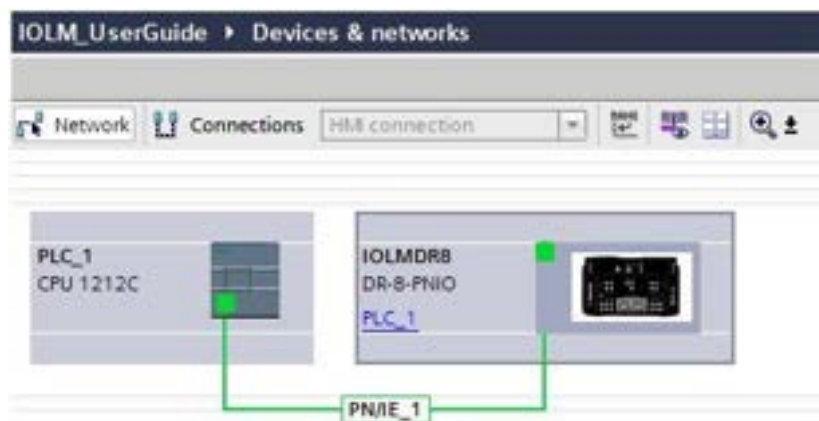 IOLM_UserGuide ▸ Devices & networks
Network Connections HMI connection
PLC_1
CPU 1212C
IOLMDR8
DR-8-PNIO
PLC_1
PN/IE_1